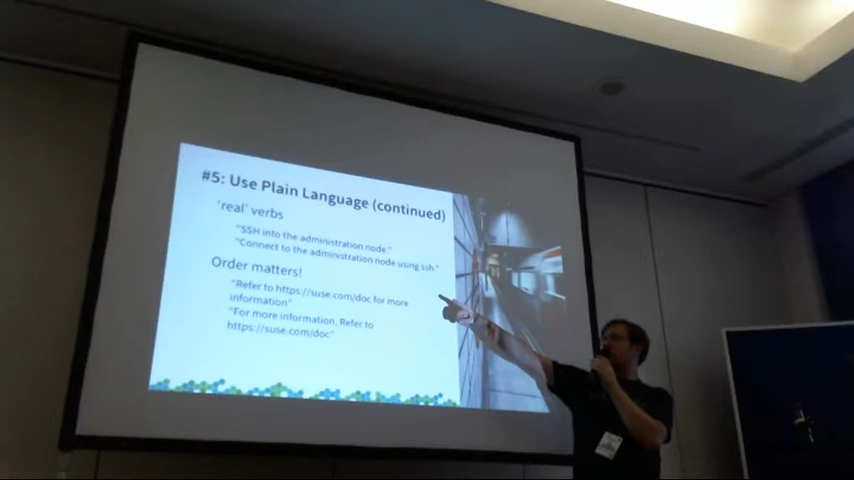 #5: Use Plain Language (continued)
'real' verbs
"SSH into the administration node."
"Connect to the administration node using ssh."
Order matters!
"Refer to https://suse.com/doc for more
information"
"For more information, Refer to
https://suse.com/doc"